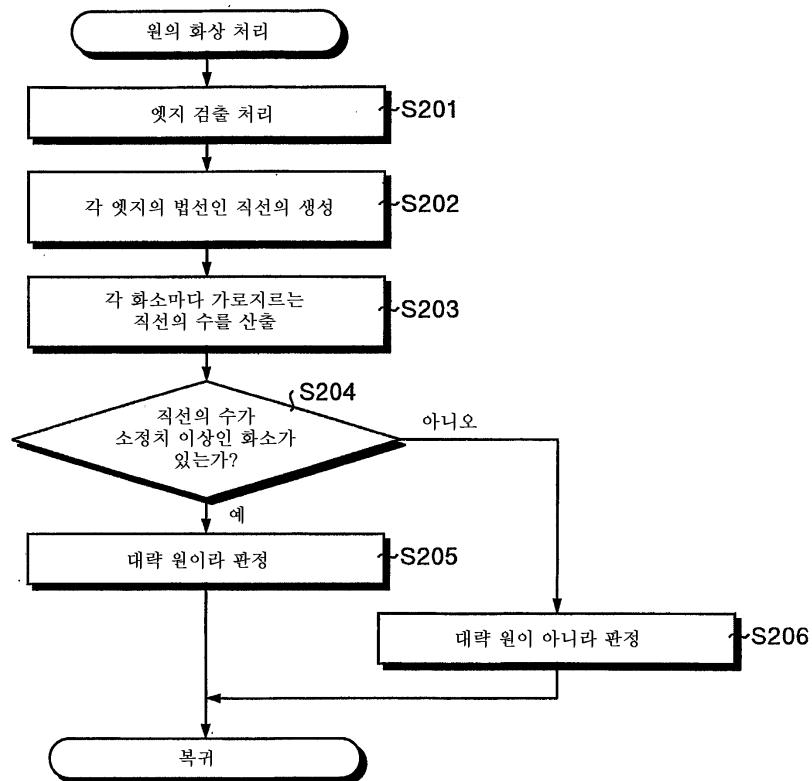 원의 화상 처리
엣지 검출 처리
S201
각 엣지의 법선인 직선의 생성
S202
각 화소마다 가로지르는
직선의 수를 산출
S203
S204
직선의 수가
소정치 이상인 화소가
있는가?
아니오
예
대략 원이라 판정
S205
대략 원이 아니라 판정
S206
복귀